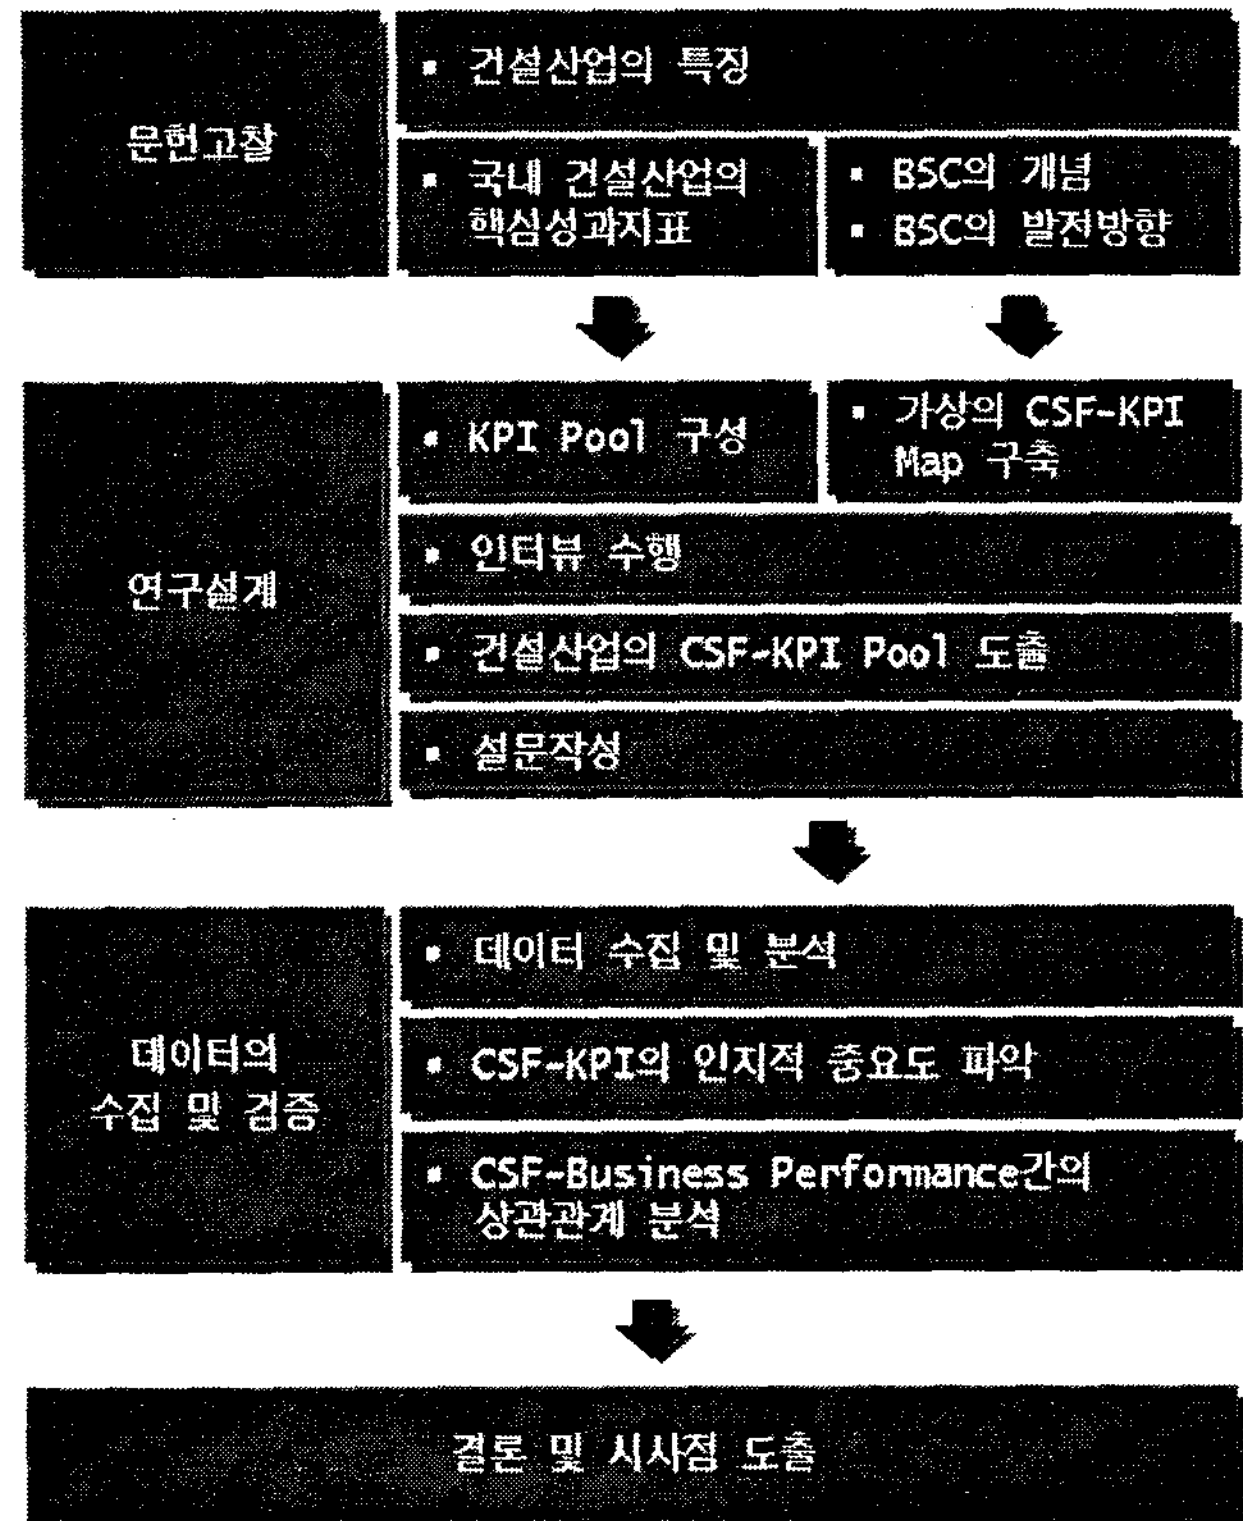 문헌고찰
▪ 건설산업의 특징
▪ 국내 건설산업의
핵심성과지표
▪ BSC의 개념
▪ BSC의 발전방향
연구설계
▪ KPI Pool 구성
▪ 가상의 CSF-KPI
Map 구축
▪ 인터뷰 수행
▪ 건설산업의 CSF-KPI Pool 도출
▪ 설문작성
데이터의
수집 및 검증
▪ 데이터 수집 및 분석
▪ CSF-KPI의 인지적 중요도 파악
▪ CSF-Business Performance간의
상관관계 분석
결론 및 시사점 도출